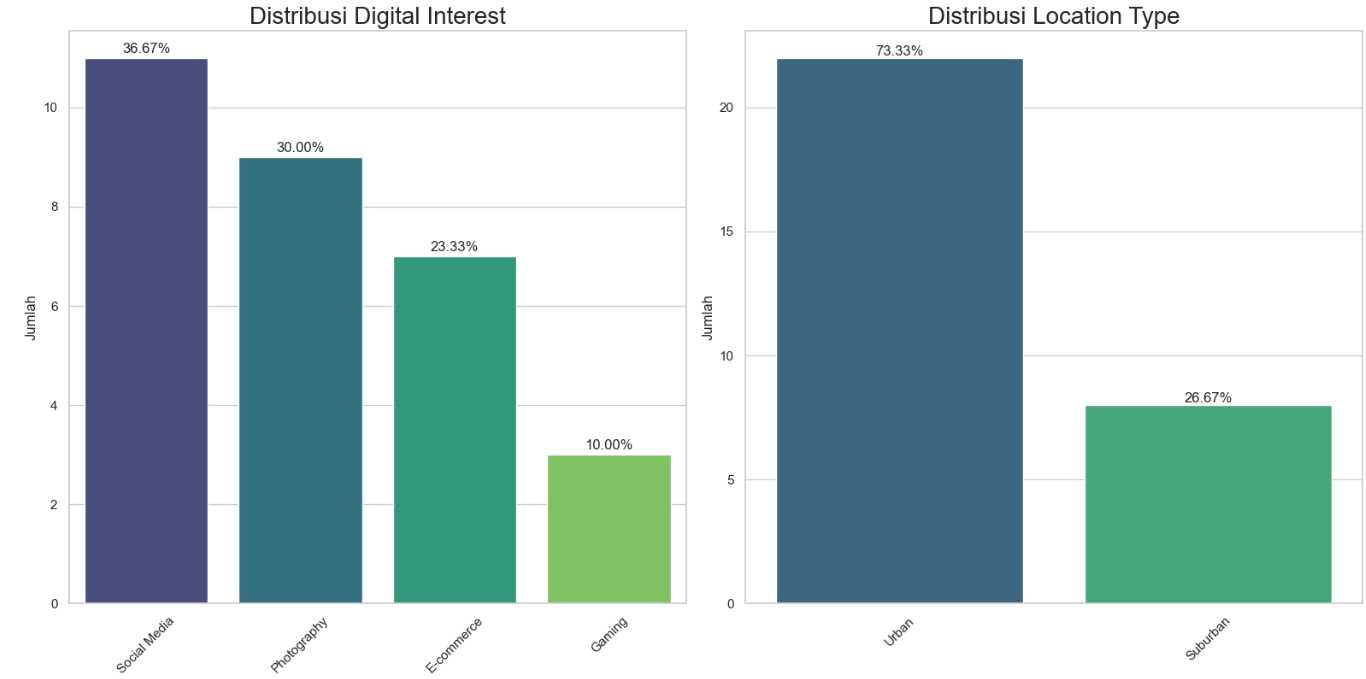 Distribusi Digital Interest
36.67%
30.00%
23.33%
10.00%
10
8
6
4
2
0
Jumlah
Social Media
Photography
E-commerce
Gaming
Distribusi Location Type
73.33%
26.67%
20
15
10
5
0
Jumlah
Urban
Suburban